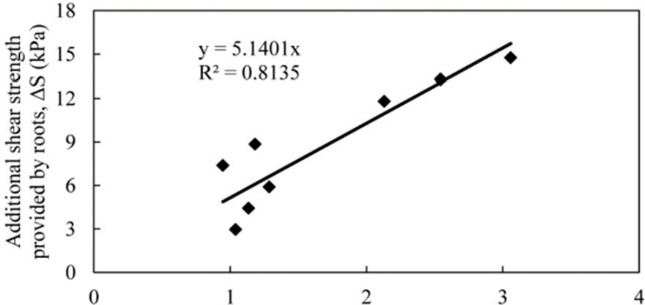 Additional shear strength
provided by roots, ΔS (kPa)
18
15
12
9
6
3
0
y = 5.1401x
R² = 0.8135
0 1 2 3 4